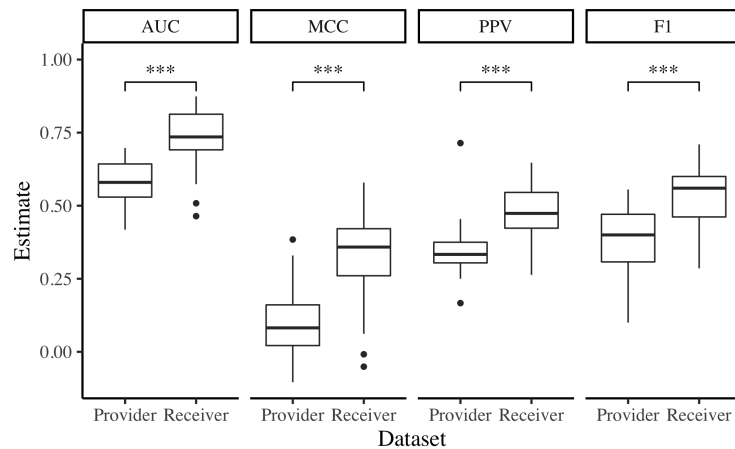 AUC MCC PPV F1
*** *** *** ***
1.00
0.75
0.50
0.25
0.00
Estimate
Provider Receiver Provider Receiver Provider Receiver Provider Receiver
Dataset